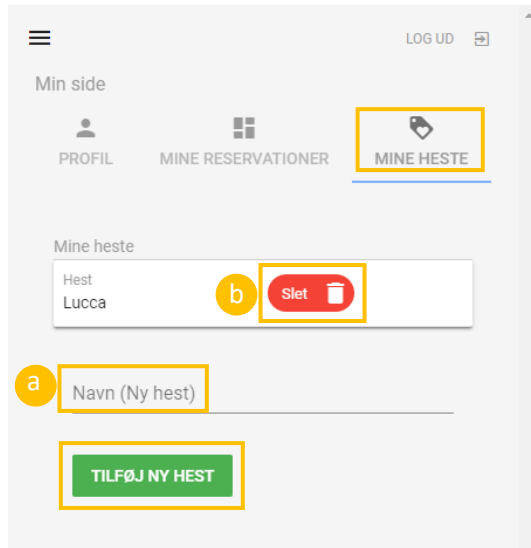 LOG UD
Min side
PROFIL MINE RESERVATIONER MINE HESTE
Mine heste
Hest
Lucca
b Slet
a Navn (Ny hest)
TILFØJ NY HEST